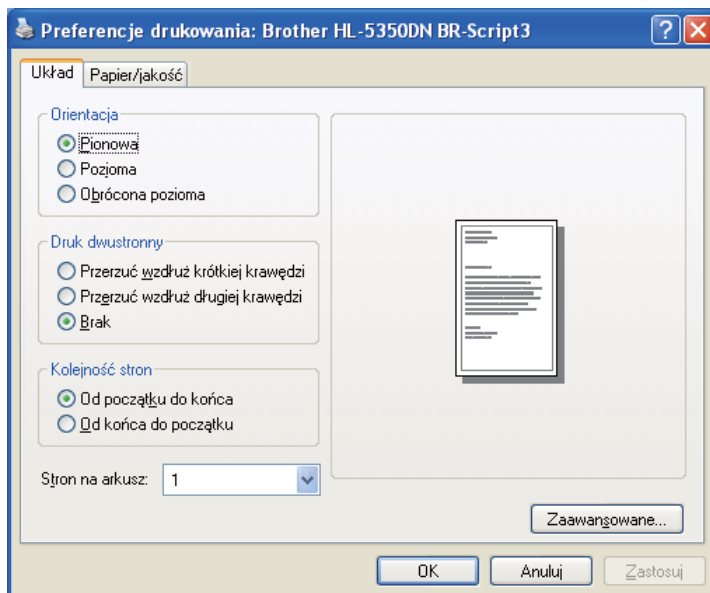 Preferencje drukowania: Brother HL-5350DN BR-Script3
Układ
Papier/jakość
Orientacja
Pionowa
Pozioma
Obrócona pozioma
Druk dwustronny
Przerzuć wzdłuż krótkiej krawędzi
Przerzuć wzdłuż długiej krawędzi
Brak
Kolejność stron
Od początku do końca
Od końca do początku
Stron na arkusz: 1
Zaawansowane...
OK
Anuluj
Zastosuj